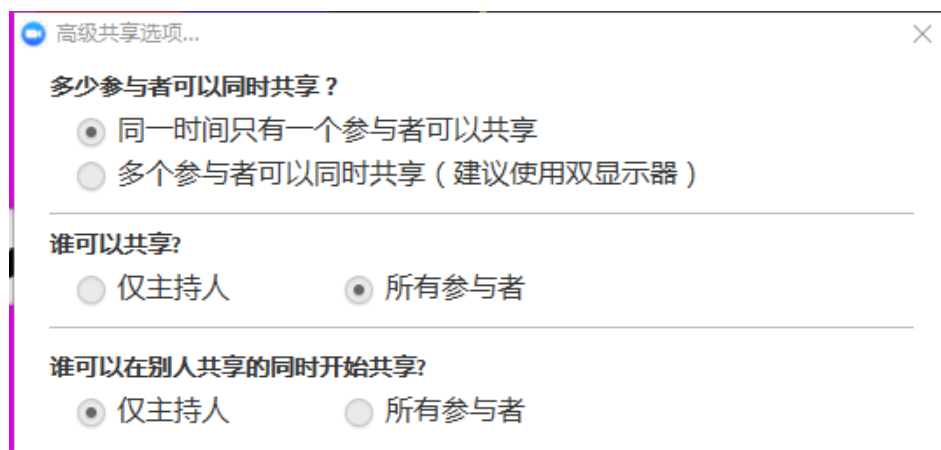 高级共享选项...
多少参与者可以同时共享？
同一时间只有一个参与者可以共享
多个参与者可以同时共享（建议使用双显示器）
谁可以共享?
仅主持人 所有参与者
谁可以在别人共享的同时开始共享?
仅主持人 所有参与者